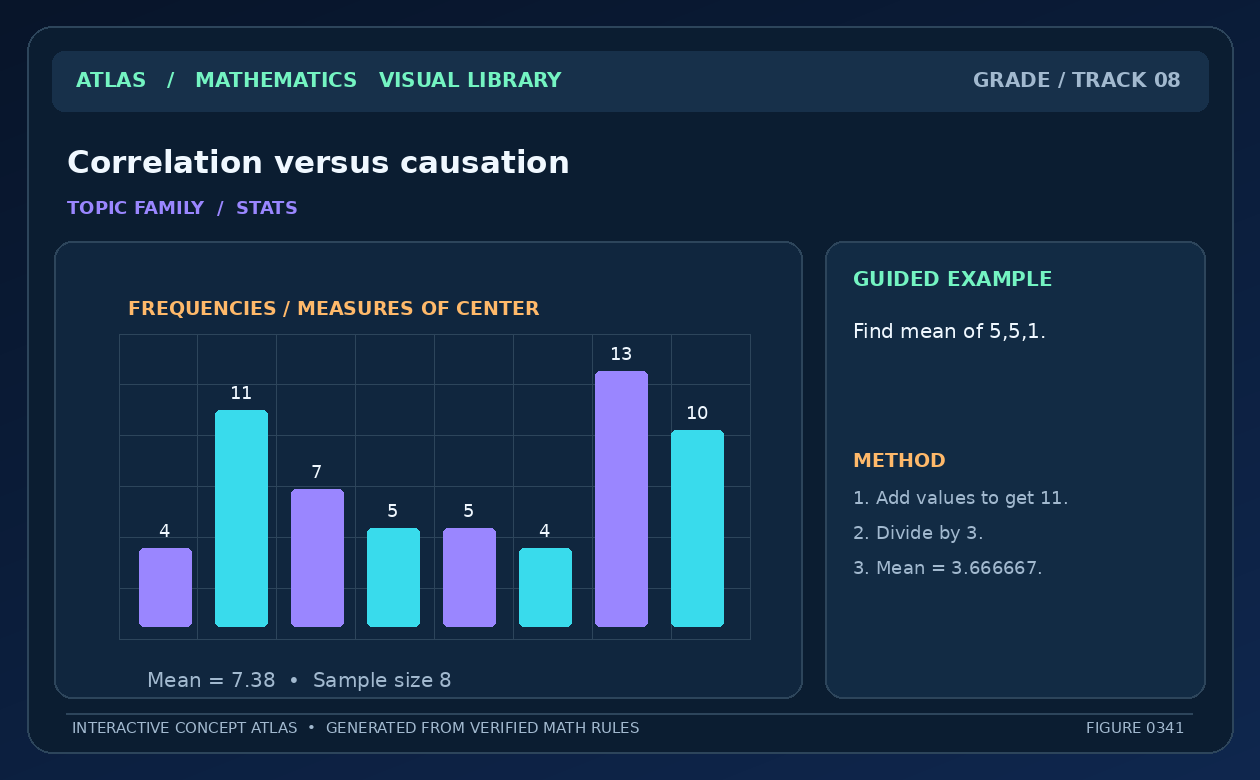 ATLAS / MATHEMATICS VISUAL LIBRARY
GRADE / TRACK 08
Correlation versus causation
TOPIC FAMILY / STATS
FREQUENCIES / MEASURES OF CENTER
4
11
7
5
5
4
13
10
Mean = 7.38 • Sample size 8
GUIDED EXAMPLE
Find mean of 5,5,1.
METHOD
1. Add values to get 11.
2. Divide by 3.
3. Mean = 3.666667.
INTERACTIVE CONCEPT ATLAS • GENERATED FROM VERIFIED MATH RULES
FIGURE 0341